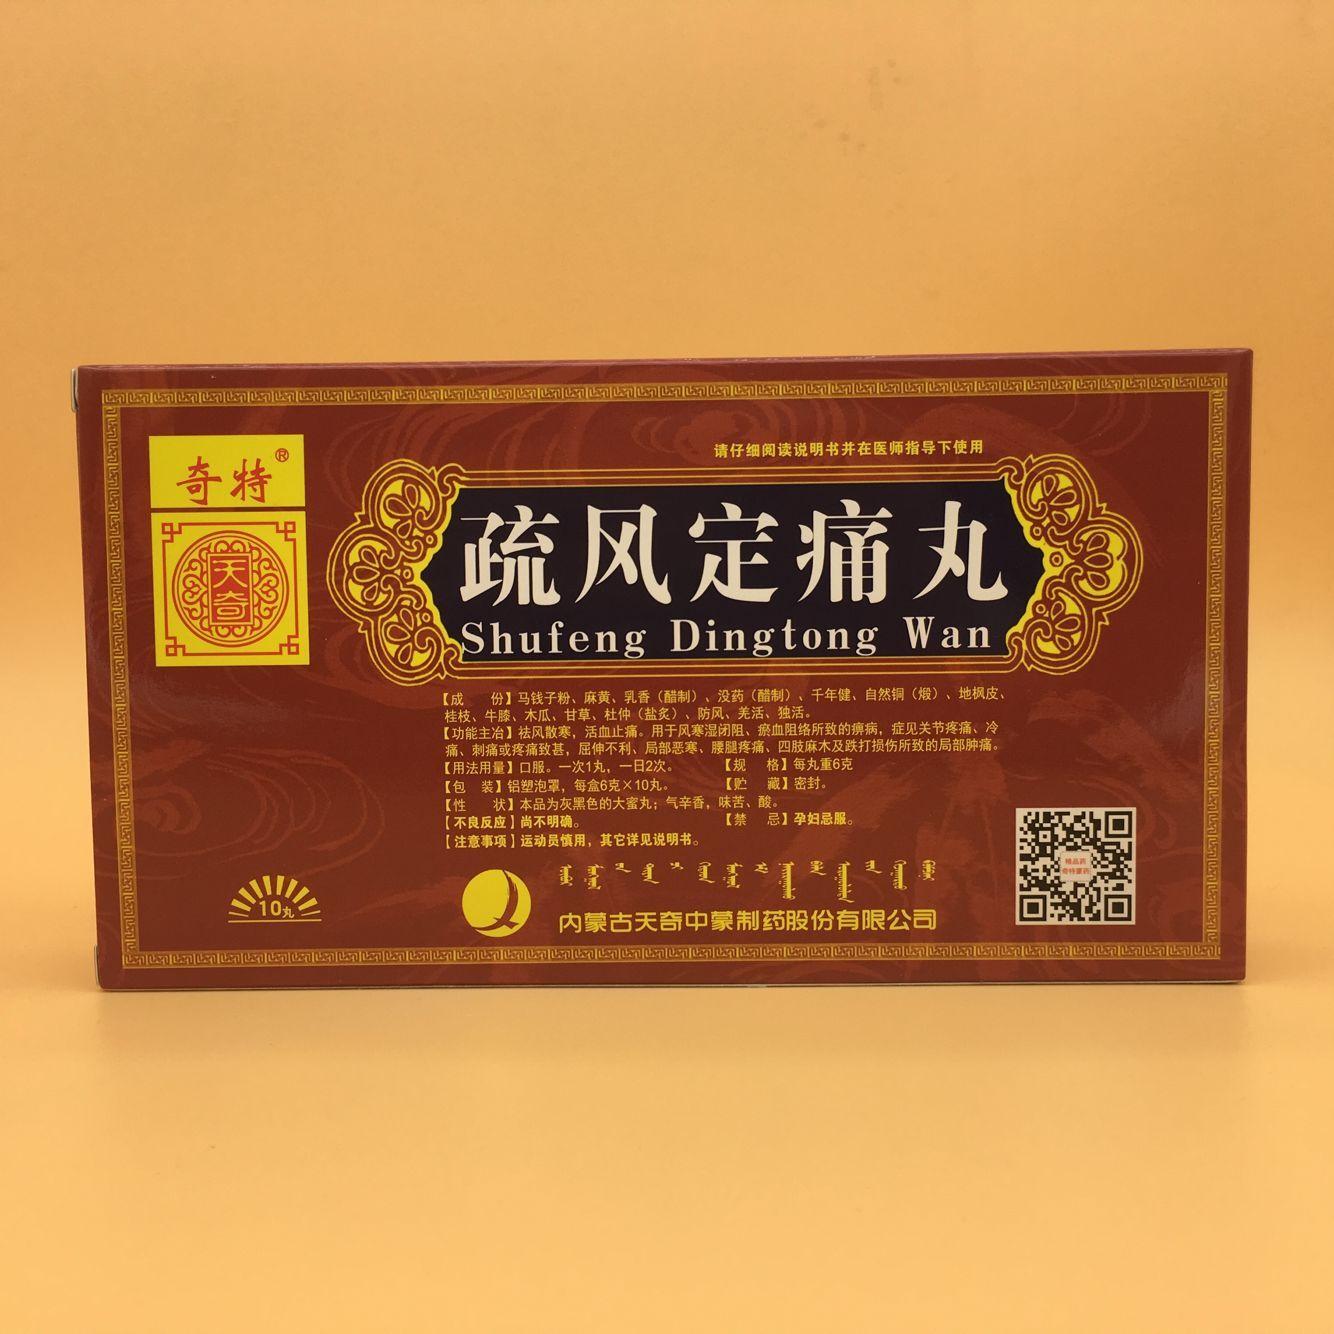 奇特®
天奇
请仔细阅读说明书并在医师指导下使用
疏风定痛丸
Shufeng Dingtong Wan
【成 份】马钱子粉、麻黄、乳香（醋制）、没药（醋制）、千年健、自然铜（煅）、地枫皮、
桂枝、牛膝、木瓜、甘草、杜仲（盐炙）、防风、羌活、独活。
【功能主治】祛风散寒，活血止痛。用于风寒湿闭阻、瘀血阻络所致的痹病，症见关节疼痛、冷
痛、刺痛或疼痛致甚，屈伸不利、局部恶寒、腰腿疼痛、四肢麻木及跌打损伤所致的局部肿痛。
【用法用量】口服。一次1丸，一日2次。 【规 格】每丸重6克
【包 装】铝塑泡罩，每盒6克×10丸。 【贮 藏】密封。
【性 状】本品为灰黑色的大蜜丸；气辛香，味苦、酸。
【不良反应】尚不明确。 【禁 忌】孕妇忌服。
【注意事项】运动员慎用，其它详见说明书。
10丸
内蒙古天奇中蒙制药股份有限公司
精品药
奇特蒙药